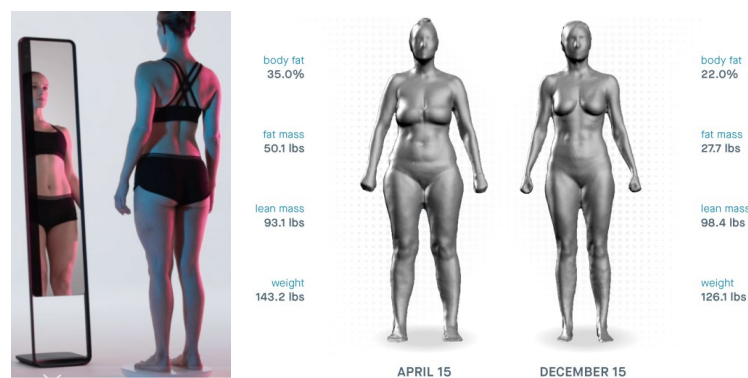 body fat
35.0%
fat mass
50.1 lbs
lean mass
93.1 lbs
weight
143.2 lbs
body fat
22.0%
fat mass
27.7 lbs
lean mass
98.4 lbs
weight
126.1 lbs
APRIL 15
DECEMBER 15